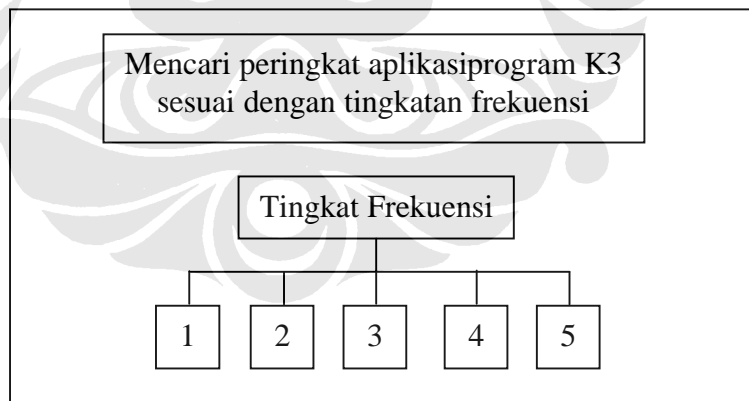 Mencari peringkat aplikasiprogram K3
sesuai dengan tingkatan frekuensi
Tingkat Frekuensi
1 2 3 4 5